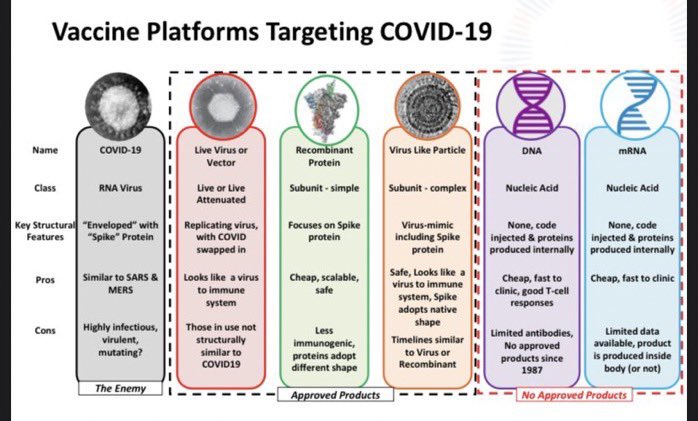 Vaccine Platforms Targeting COVID-19
Name
COVID-19
Live Virus or
Vector
Recombinant
Protein
Virus Like Particle
DNA
mRNA
Class
RNA Virus
Live or Live
Attenuated
Subunit - simple
Subunit - complex
Nucleic Acid
Nucleic Acid
Key Structural
Features
“Enveloped” with
“Spike” Protein
Replicating virus,
with COVID
swapped in
Focuses on Spike
protein
Virus-mimic
including Spike
protein
None, code
injected & proteins
produced internally
None, code
injected & proteins
produced internally
Pros
Similar to SARS &
MERS
Looks like a virus
to immune
system
Cheap, scalable,
safe
Safe, Looks like a
virus to immune
system, Spike
adopts native
shape
Cheap, fast to
clinic, good T-cell
responses
Cheap, fast to clinic
Cons
Highly infectious,
virulent,
mutating?
Those in use not
structurally
similar to
COVID19
Less
immunogenic,
proteins adopt
different shape
Timelines similar
to Virus or
Recombinant
Limited antibodies,
No approved
products since
1987
Limited data
available, product
is produced inside
body (or not)
The Enemy
Approved Products
No Approved Products